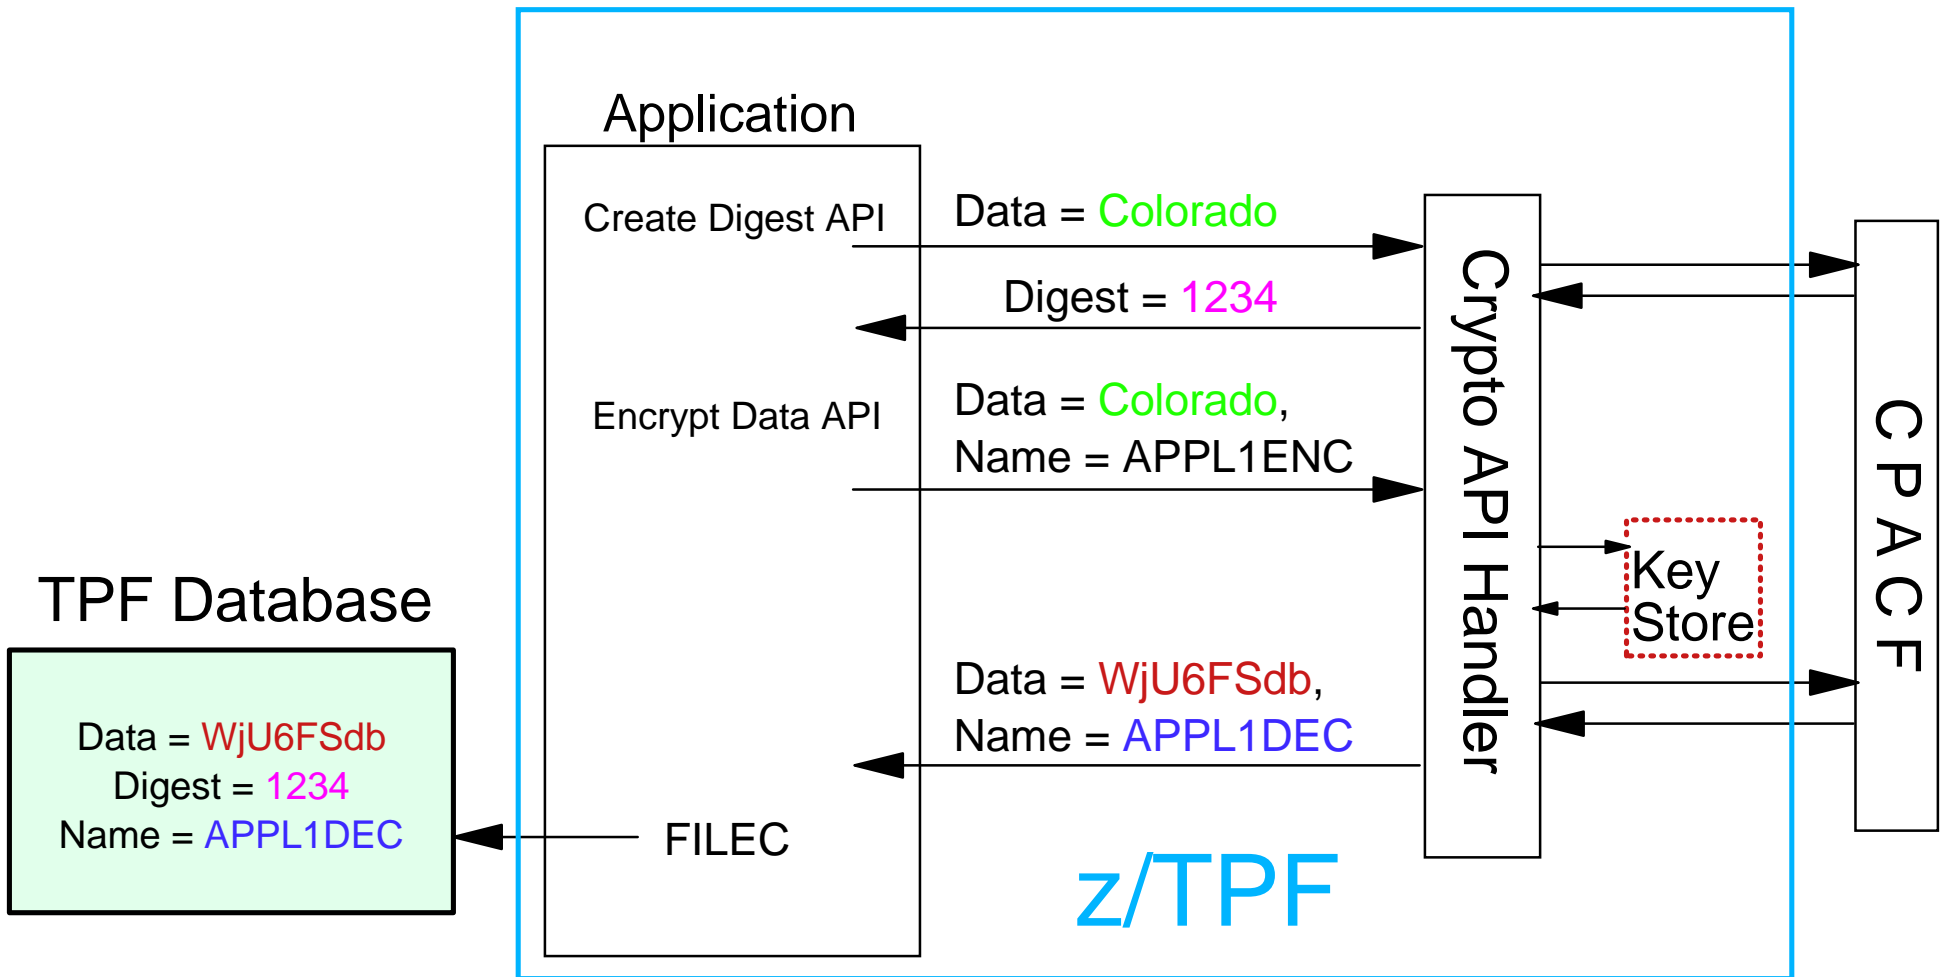 Application
Create Digest API
Data = Colorado
Digest = 1234
Encrypt Data API
Data = Colorado,
Name = APPL1ENC
Data = WjU6FSdb,
Name = APPL1DEC
FILEC
Crypto API Handler
Key
Store
C P A C F
TPF Database
Data = WjU6FSdb
Digest = 1234
Name = APPL1DEC
z/TPF